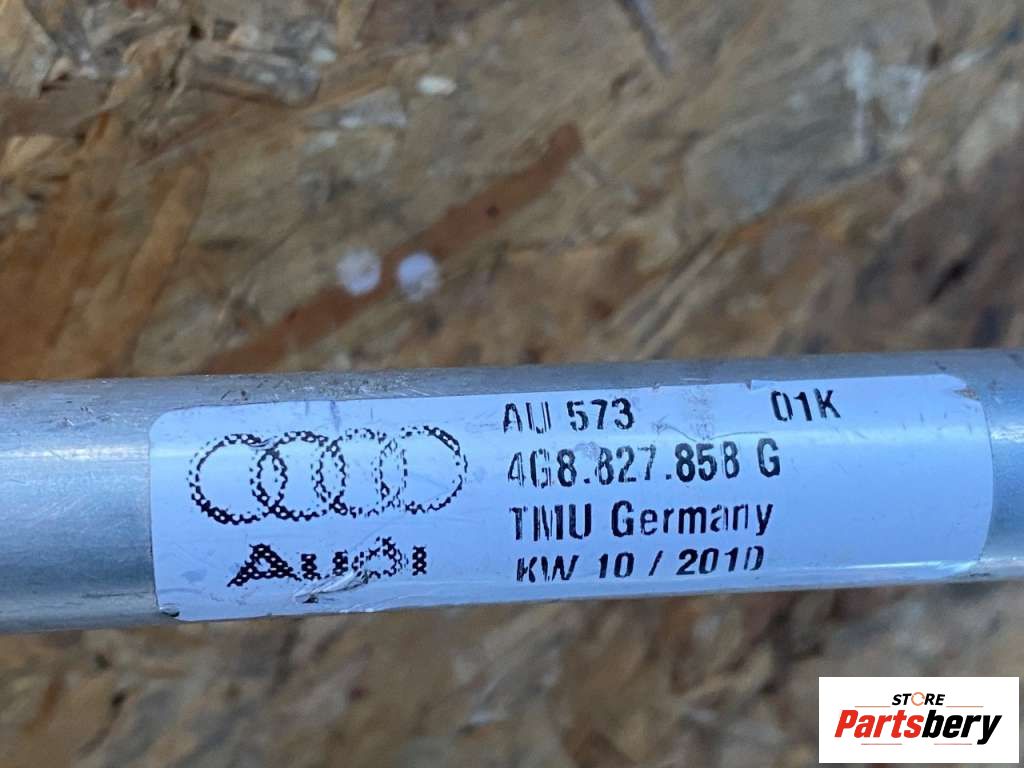 AU 573 01K
4G8.827.858 G
TMU Germany
KW 10 / 2010
Audi
STORE
Partsbery